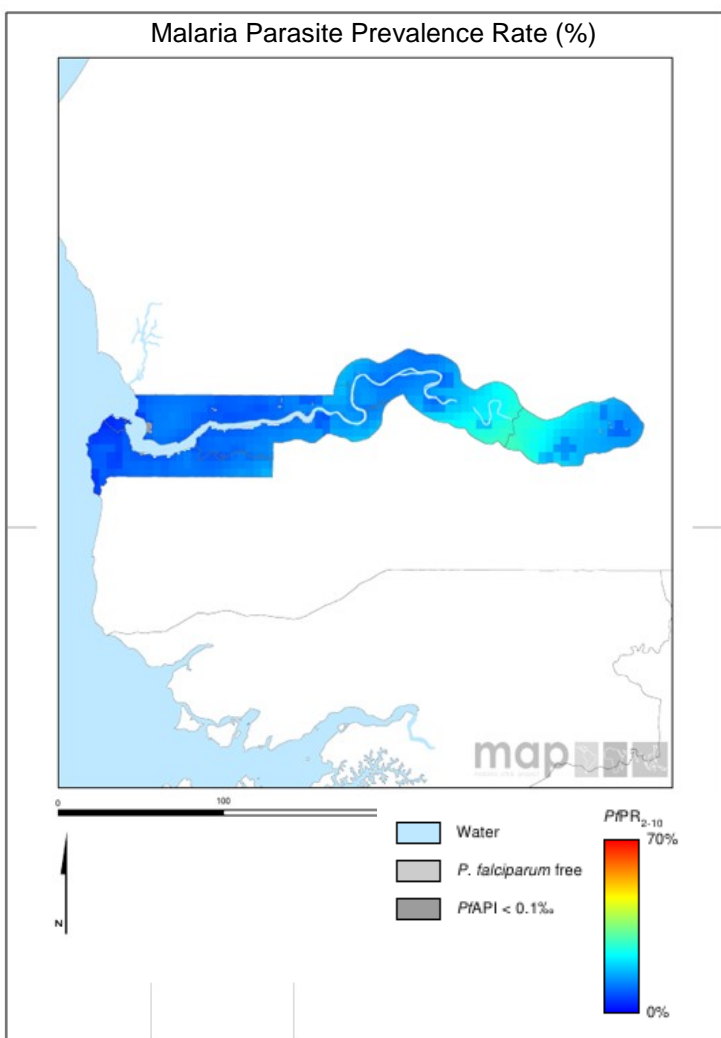 Malaria Parasite Prevalence Rate (%)
map
0
100
Water
P. falciparum free
PfAPI < 0.1‰
N
PfPR2-10
70%
0%